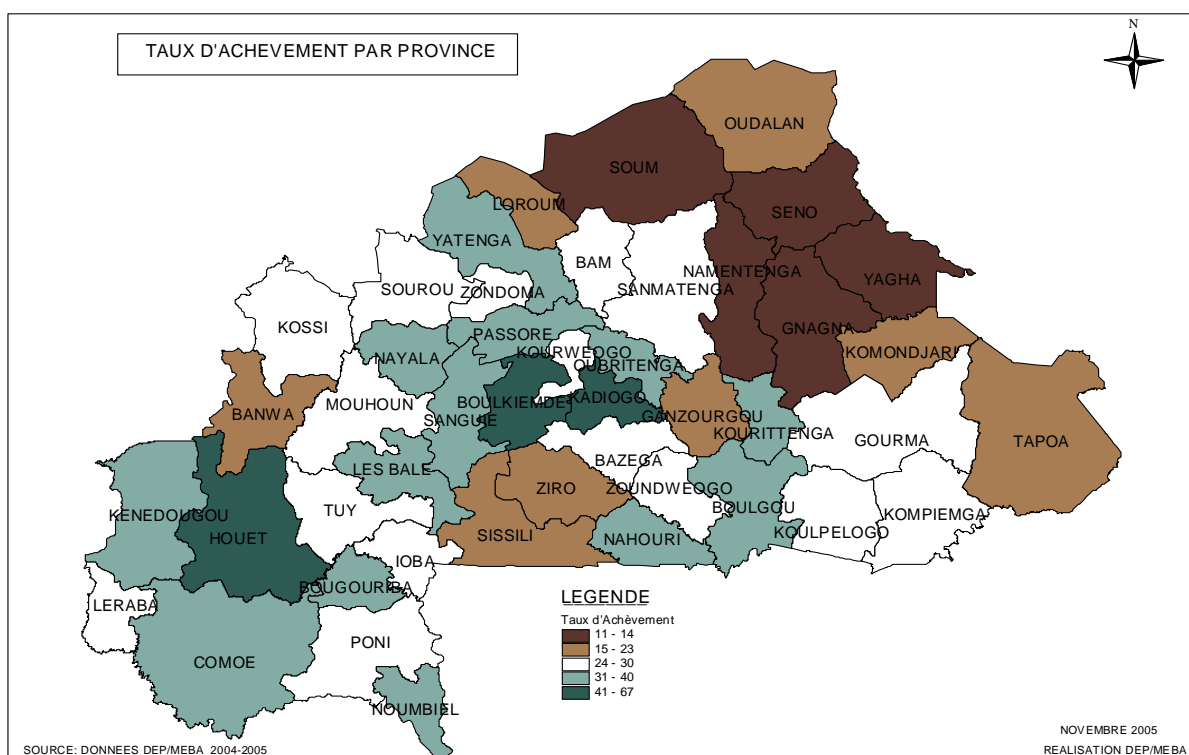 TAUX D'ACHEVEMENT PAR PROVINCE
N
OUDALAN
SOUM
SENO
LOROUM
YATENGA
BAM
NAMENTENGA
YAGHA
SANMATENGA
SOUROU
ZONDOMA
KOSSI
GNAGNA
PASSORE
KOMONDJARI
NAYALA
KOURWEOGO
OUBRITENGA
BANWA
MOUHOUN
BOULKIEMDE
KADIOGO
SANGUIE
GANZOURGOU
KOURITTENGA
GOURMA
TAPOA
LES BALE
BAZEGA
ZIRO
ZOUNDWEOGO
KENEDOUGOU
TUY
BOULGOU
KOMPIEMGA
HOUET
SISSILI
NAHOURI
KOULPELOGO
IOBA
BOUGOURIBA
LERABA
PONI
COMOE
NOUMBIEL
LEGENDE
Taux d'Achèvement
11 - 14
15 - 23
24 - 30
31 - 40
41 - 67
NOVEMBRE 2005
SOURCE: DONNEES DEP/MEBA 2004-2005
REALISATION DEP/MEBA